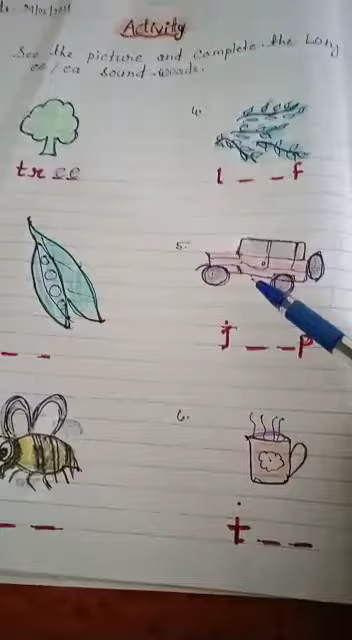 Activity
See the picture and complete the Long
ee/ea sound words.
4.
tree
l _ _ f
5.
_ _
j _ _ p
6.
_ _
t _ _